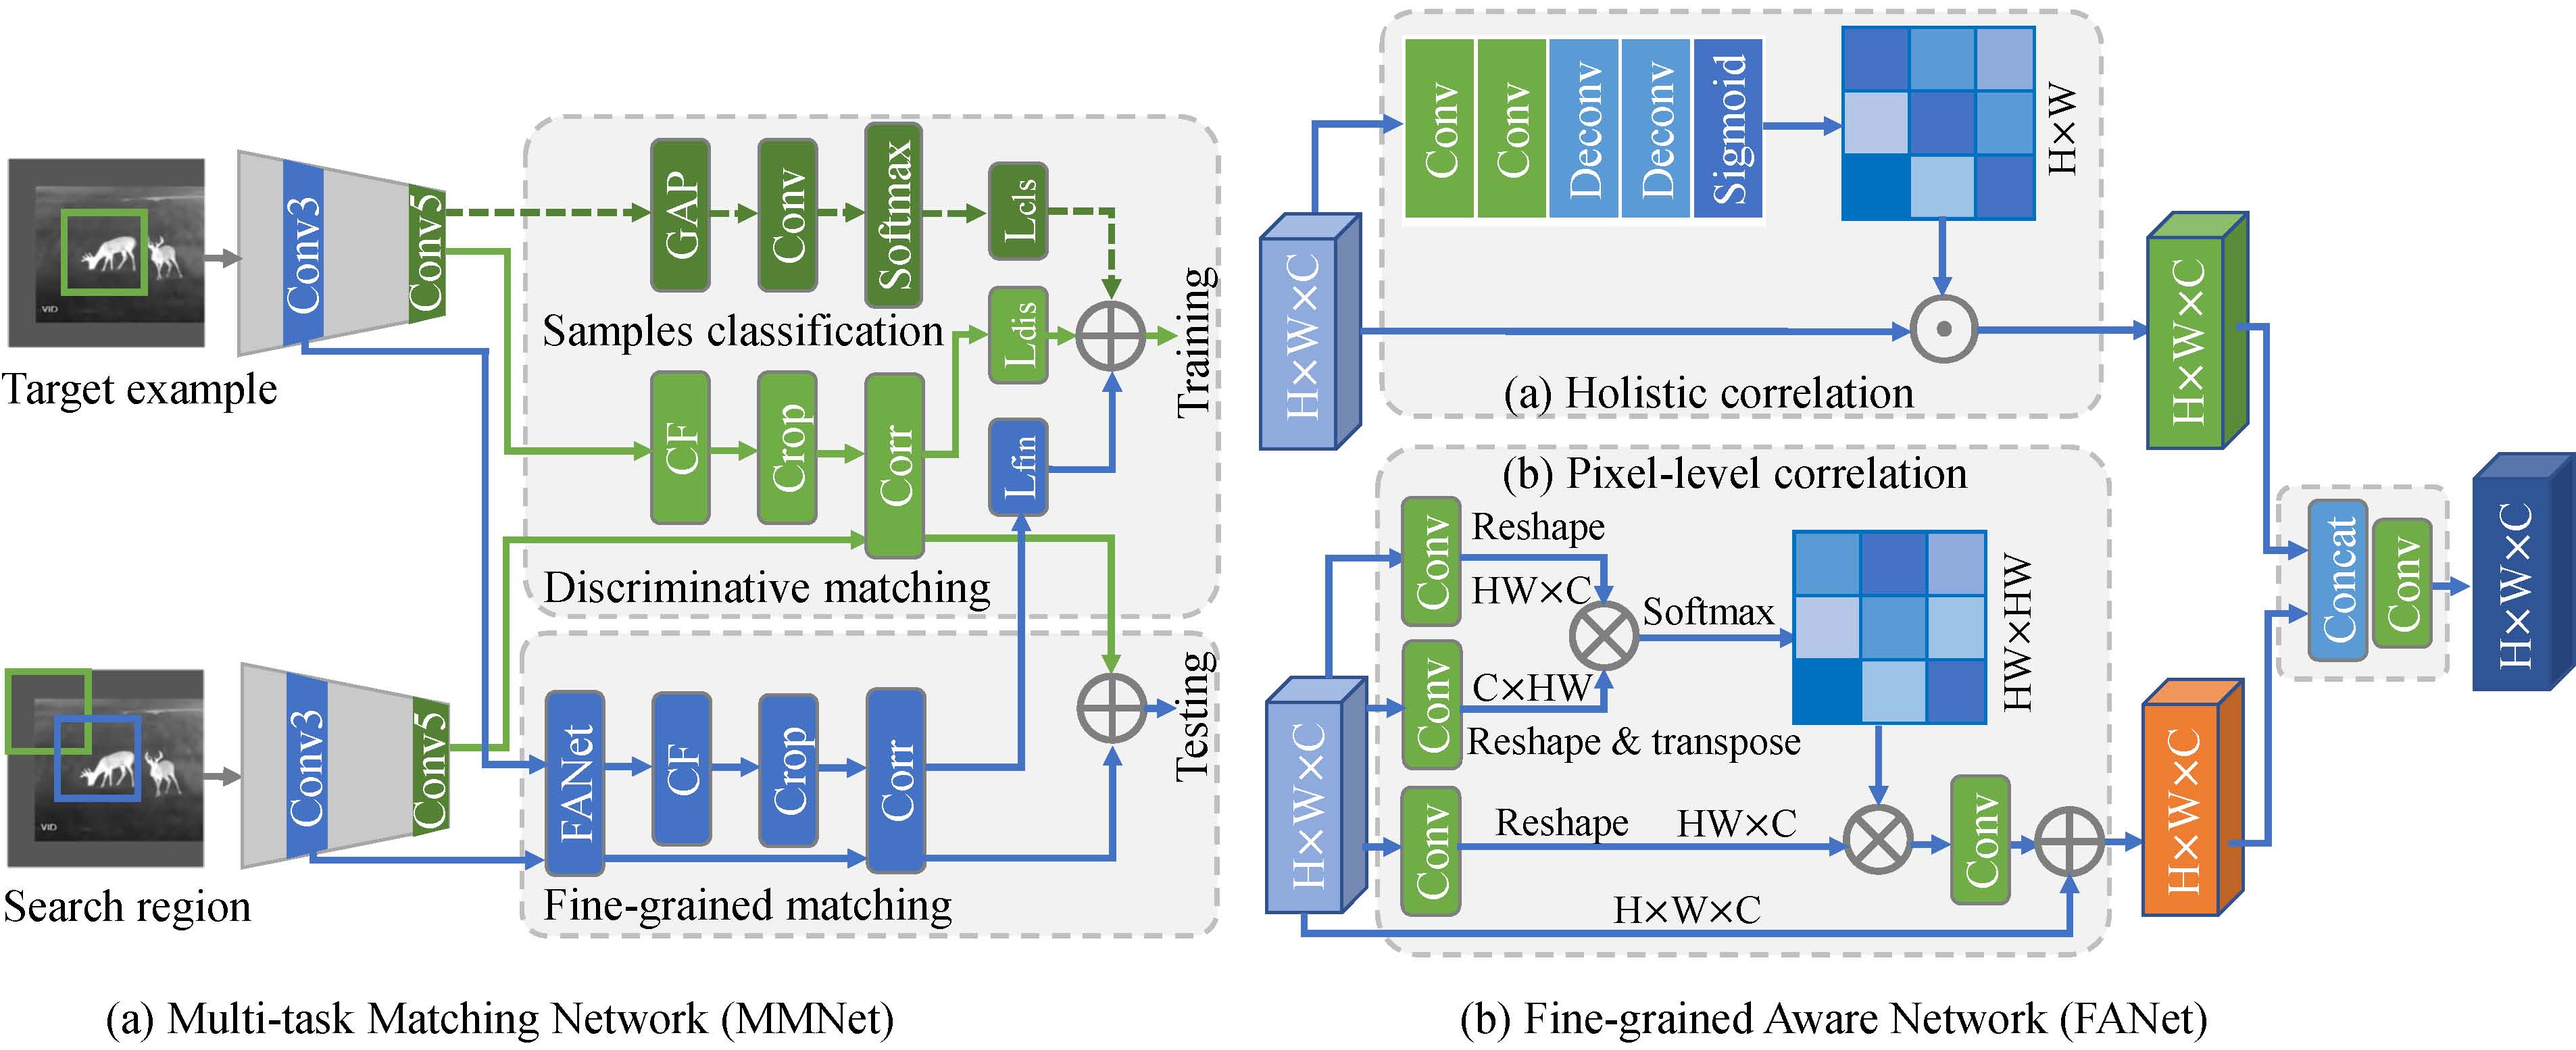 VID
Target example
Conv3
Conv5
GAP
Conv
Softmax
Lcls
Samples classification
CF
Crop
Corr
Ldis
Lfin
Discriminative matching
Training
VID
Search region
Conv3
Conv5
FANet
CF
Crop
Corr
Fine-grained matching
Testing
(a) Multi-task Matching Network (MMNet)
H×W×C
Conv
Conv
Deconv
Deconv
Sigmoid
H×W
(a) Holistic correlation
H×W×C
(b) Pixel-level correlation
H×W×C
Conv
Reshape
HW×C
Conv
C×HW
Reshape & transpose
Softmax
HW×HW
Conv
Reshape
HW×C
Conv
H×W×C
H×W×C
Concat
Conv
H×W×C
(b) Fine-grained Aware Network (FANet)